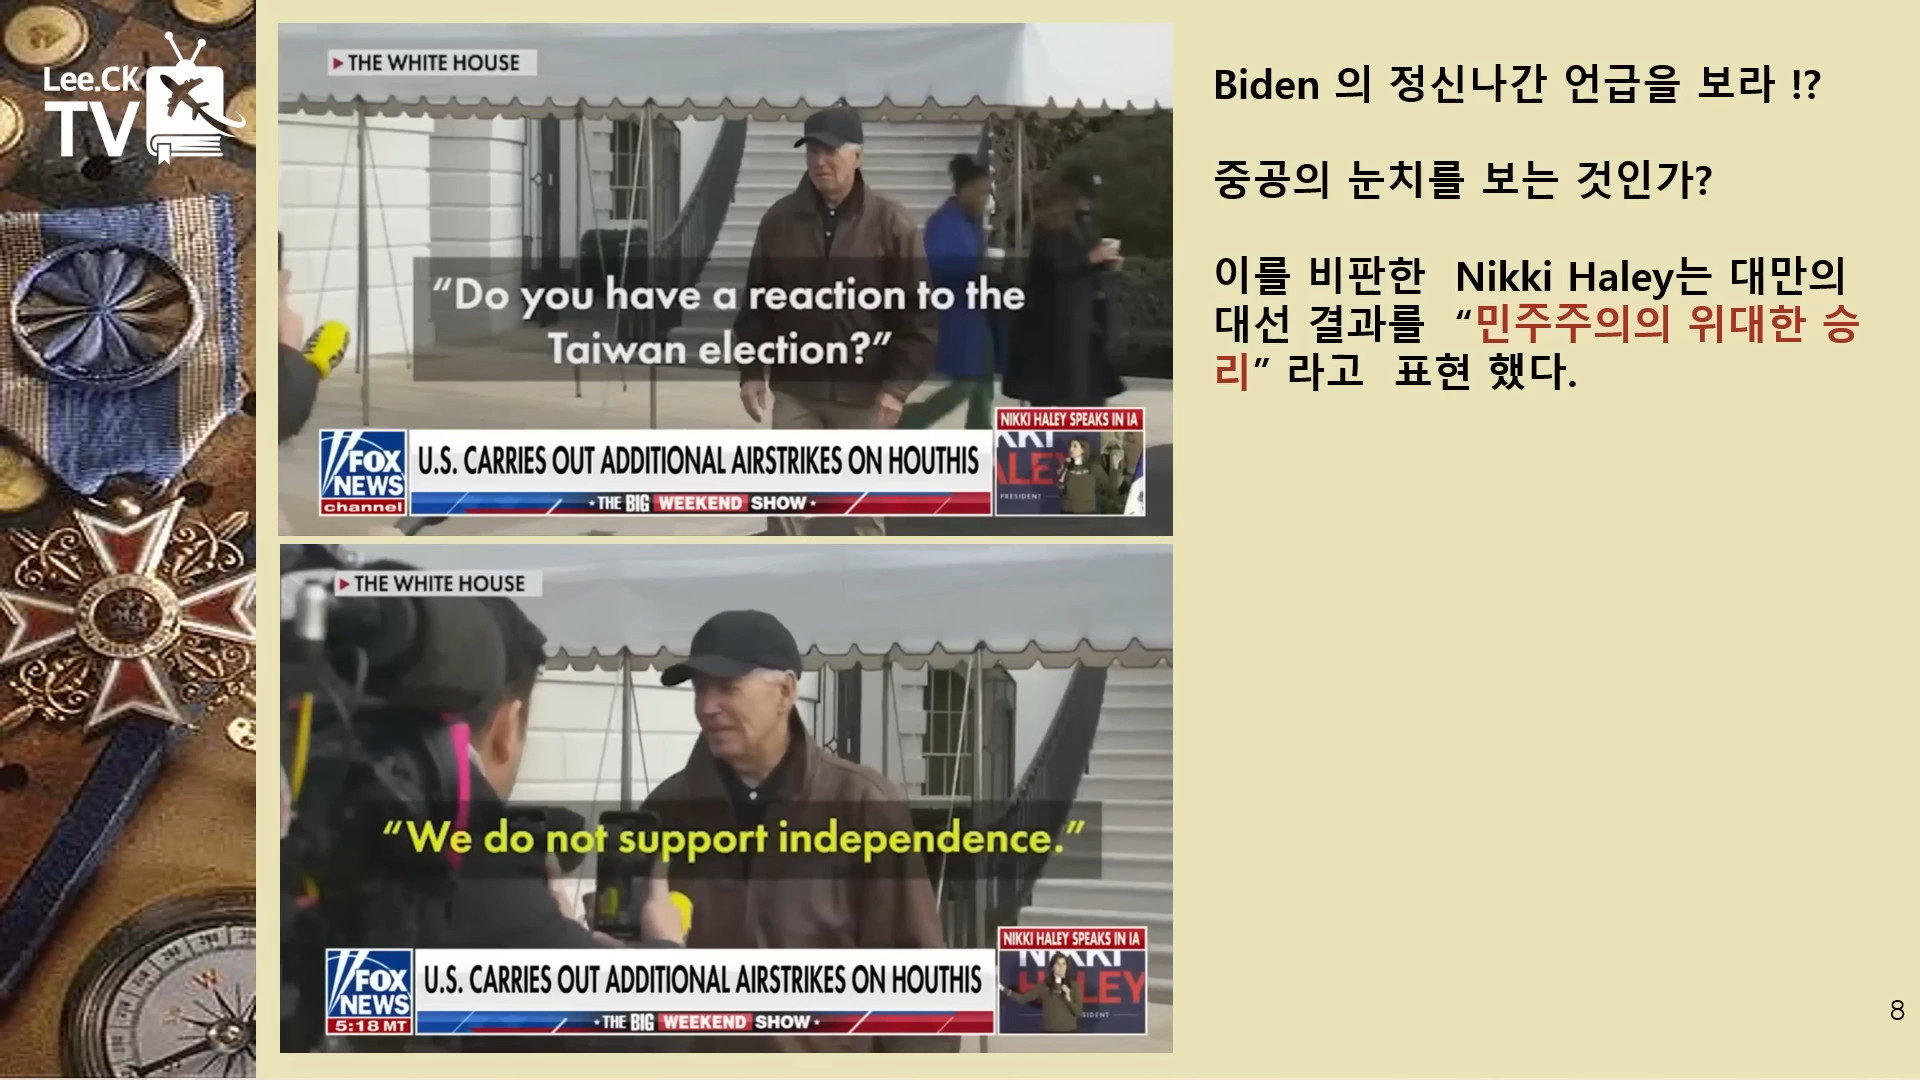 Lee.CK
TV
THE WHITE HOUSE
“Do you have a reaction to the
Taiwan election?”
NIKKI HALEY SPEAKS IN IA
FOX
NEWS
channel
U.S. CARRIES OUT ADDITIONAL AIRSTRIKES ON HOUTHIS
THE BIG WEEKEND SHOW
PRESIDENT
THE WHITE HOUSE
“We do not support independence.”
NIKKI HALEY SPEAKS IN IA
FOX
NEWS
5:18 MT
U.S. CARRIES OUT ADDITIONAL AIRSTRIKES ON HOUTHIS
THE BIG WEEKEND SHOW
Biden 의 정신나간 언급을 보라 !?
중공의 눈치를 보는 것인가?
이를 비판한 Nikki Haley는 대만의
대선 결과를 “민주주의의 위대한 승
리” 라고 표현 했다.
8